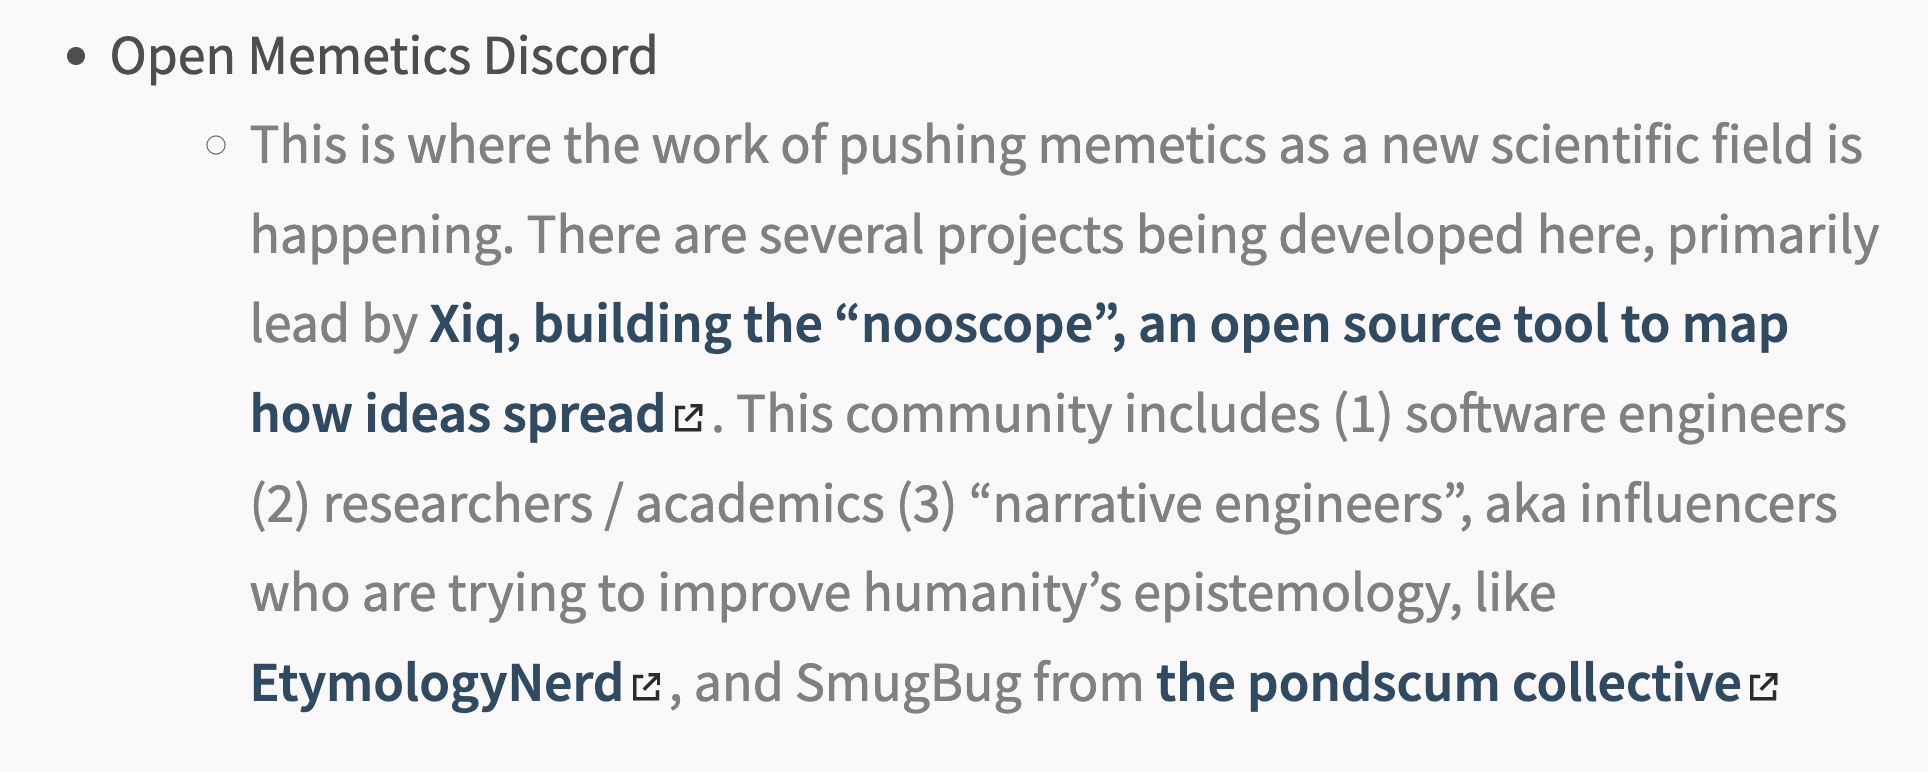 • Open Memetics Discord
○ This is where the work of pushing memetics as a new scientific field is
happening. There are several projects being developed here, primarily
lead by Xiq, building the “nooscope”, an open source tool to map
how ideas spread. This community includes (1) software engineers
(2) researchers / academics (3) “narrative engineers”, aka influencers
who are trying to improve humanity’s epistemology, like
EtymologyNerd, and SmugBug from the pondscum collective